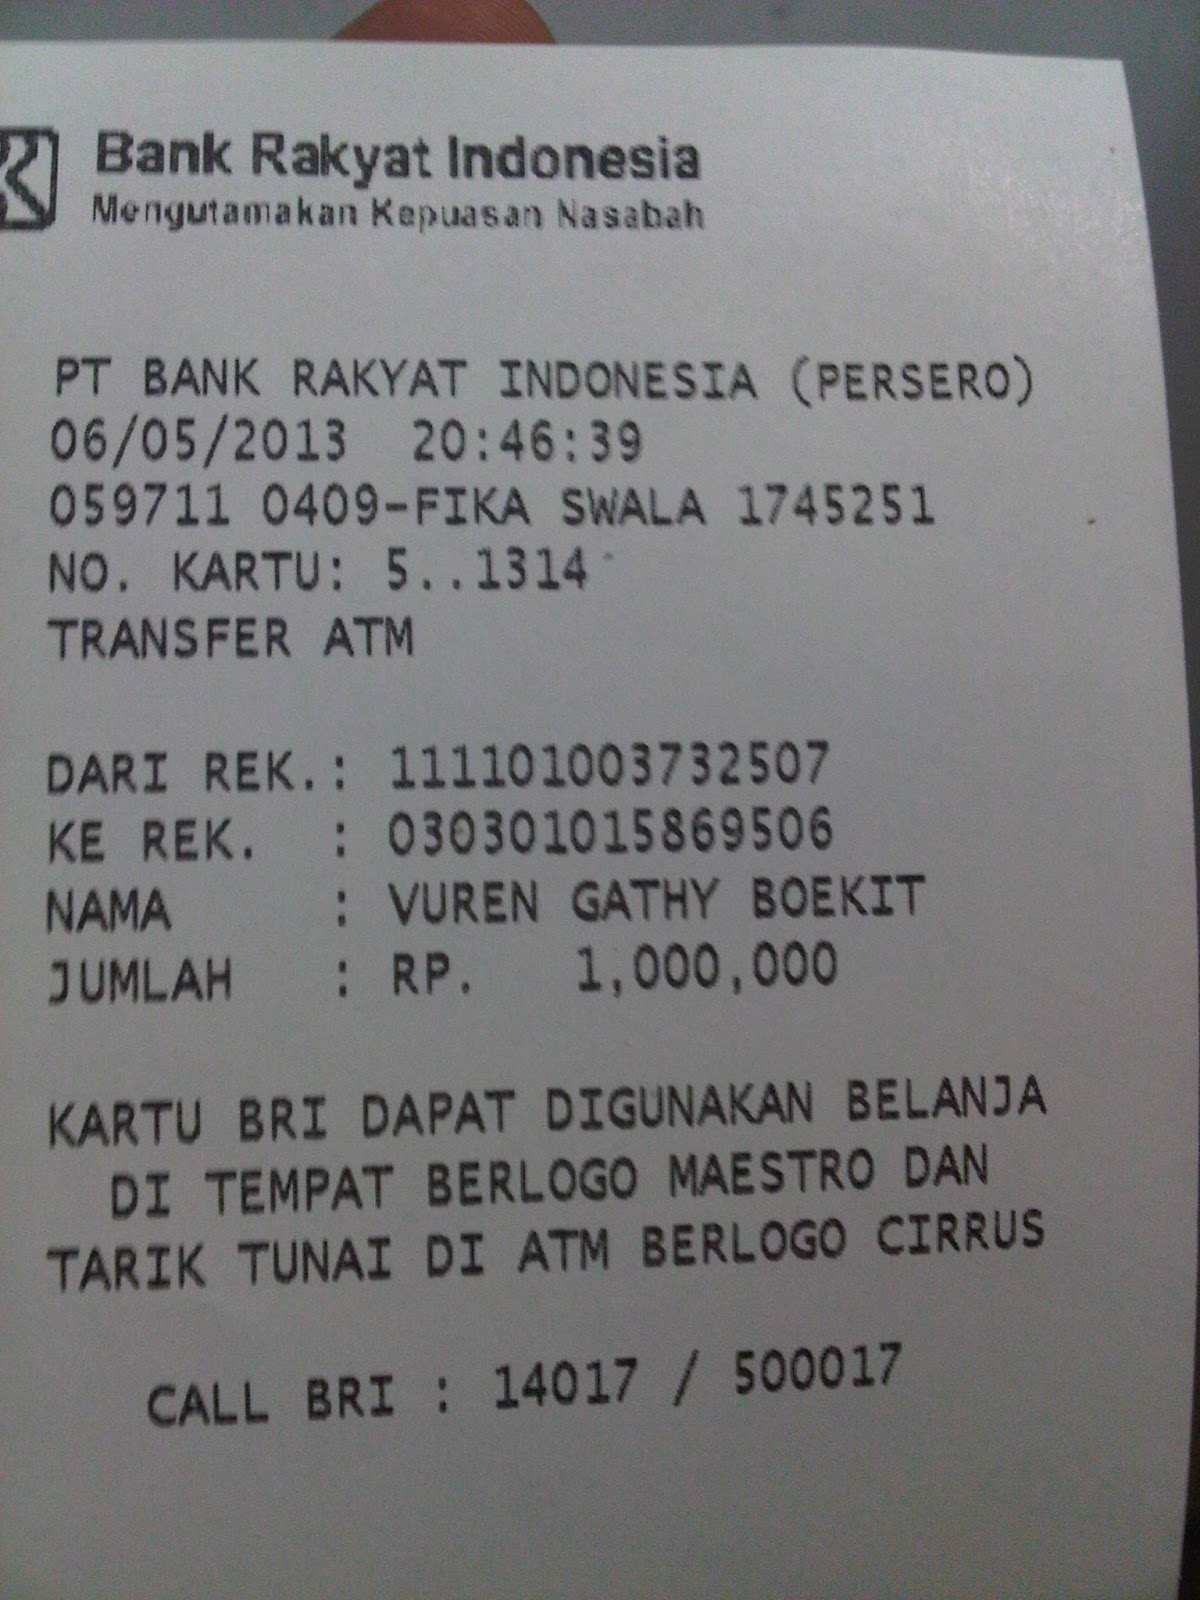 Bank Rakyat Indonesia
Mengutamakan Kepuasan Nasabah
PT BANK RAKYAT INDONESIA (PERSERO)
06/05/2013 20:46:39
059711 0409-FIKA SWALA 1745251
NO. KARTU: 5..1314
TRANSFER ATM
DARI REK.: 111101003732507
KE REK. : 030301015869506
NAMA : VUREN GATHY BOEKIT
JUMLAH : RP. 1,000,000
KARTU BRI DAPAT DIGUNAKAN BELANJA
DI TEMPAT BERLOGO MAESTRO DAN
TARIK TUNAI DI ATM BERLOGO CIRRUS
CALL BRI : 14017 / 500017